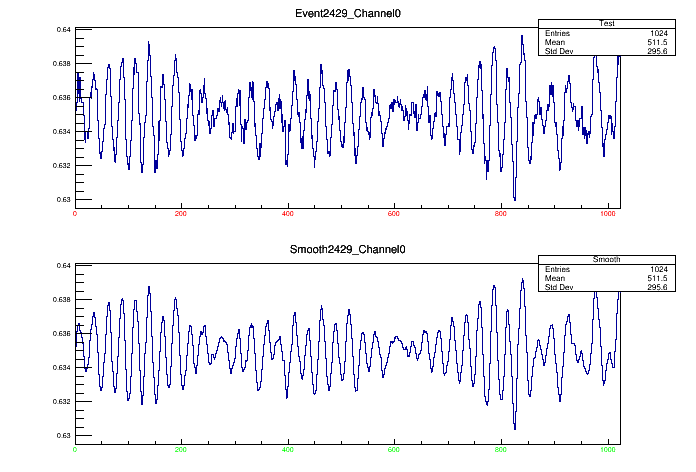 Event2429_Channel0
Test
Entries 1024
Mean 511.5
Std Dev 295.6
0.64
0.638
0.636
0.634
0.632
0.63
0 200 400 600 800 1000
Smooth2429_Channel0
Smooth
Entries 1024
Mean 511.5
Std Dev 295.6
0.64
0.638
0.636
0.634
0.632
0.63
0 200 400 600 800 1000